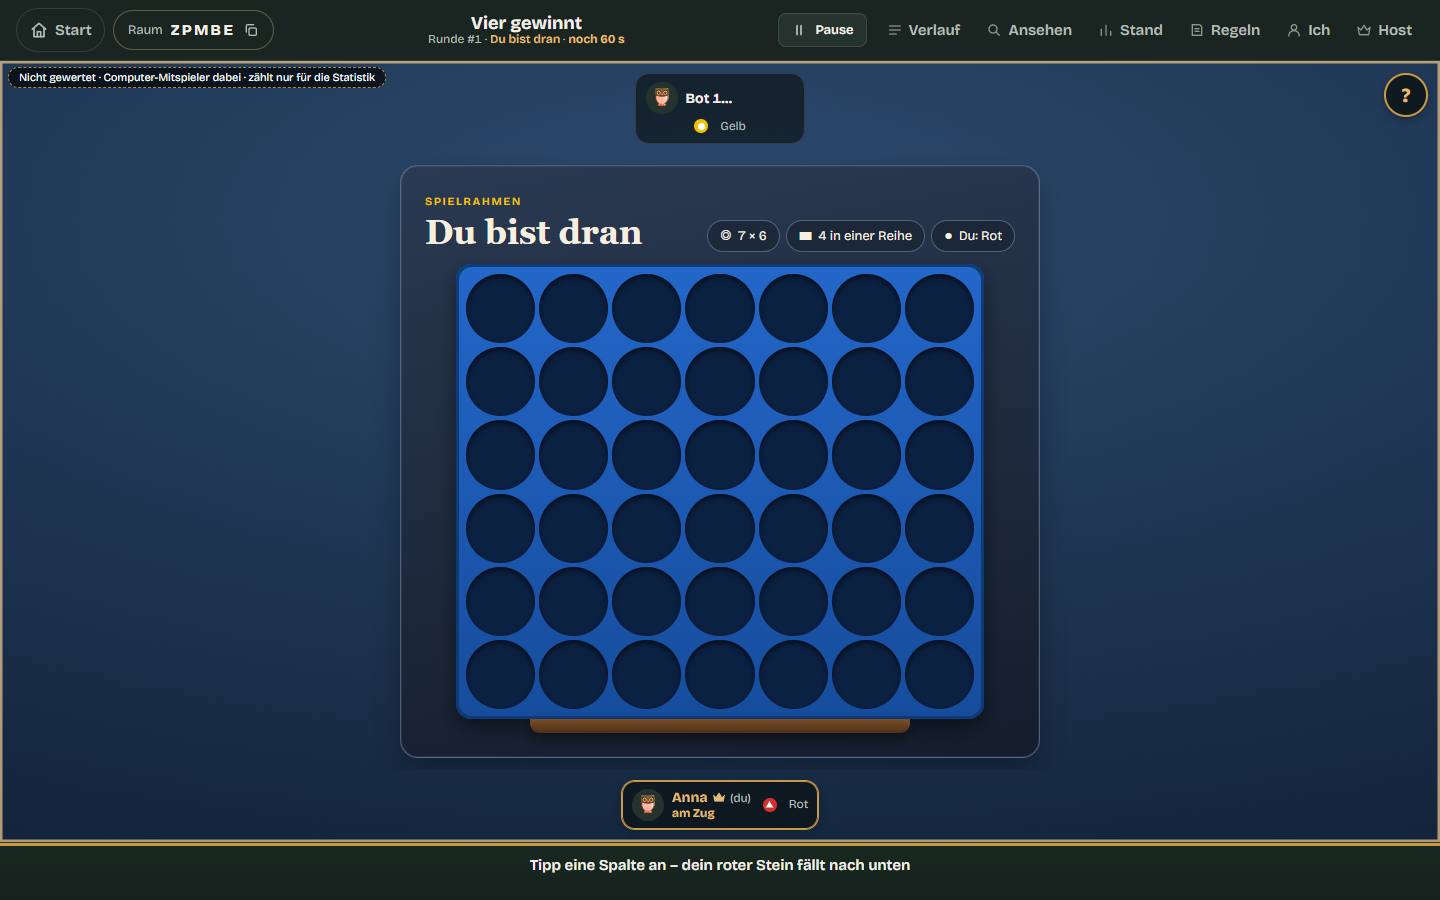 Start
Raum ZPMBE
Vier gewinnt
Runde #1 · Du bist dran · noch 60 s
Pause
Verlauf
Ansehen
Stand
Regeln
Ich
Host
Nicht gewertet · Computer-Mitspieler dabei · zählt nur für die Statistik
Bot 1...
Gelb
?
SPIELRAHMEN
Du bist dran
7 × 6
4 in einer Reihe
Du: Rot
Anna (du)
am Zug
Rot
Tipp eine Spalte an – dein roter Stein fällt nach unten